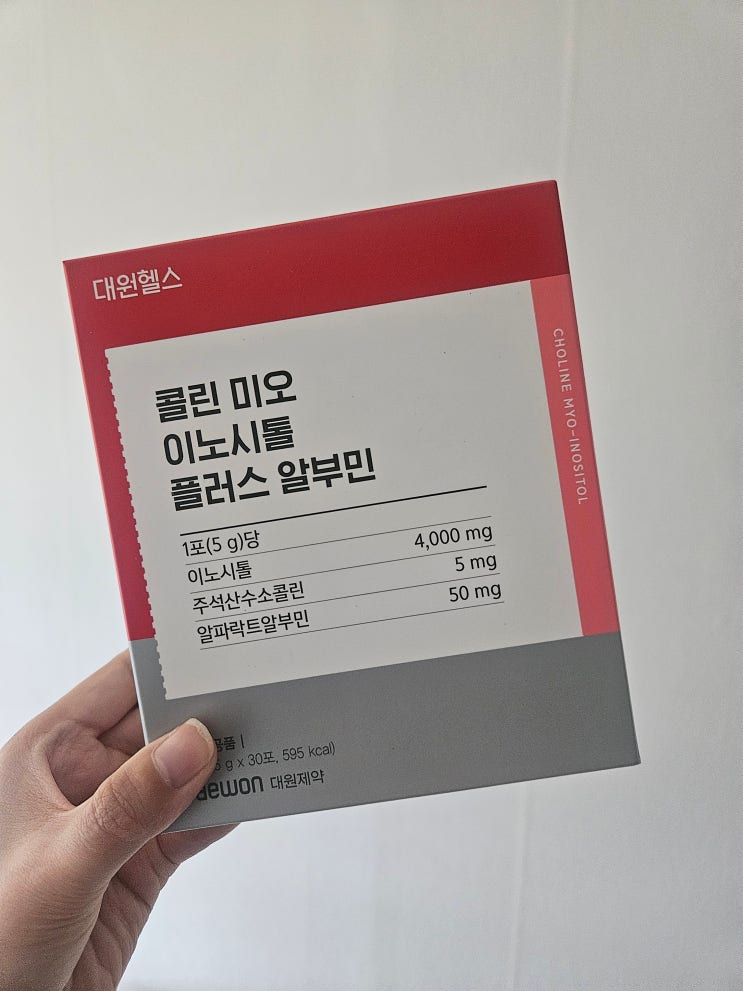 대원헬스
콜린 미오
이노시톨
플러스 알부민
1포(5 g)당
이노시톨 4,000 mg
주석산수소콜린 5 mg
알파락트알부민 50 mg
CHOLINE MYO-INOSITOL
g x 30포, 595 kcal)
대원제약